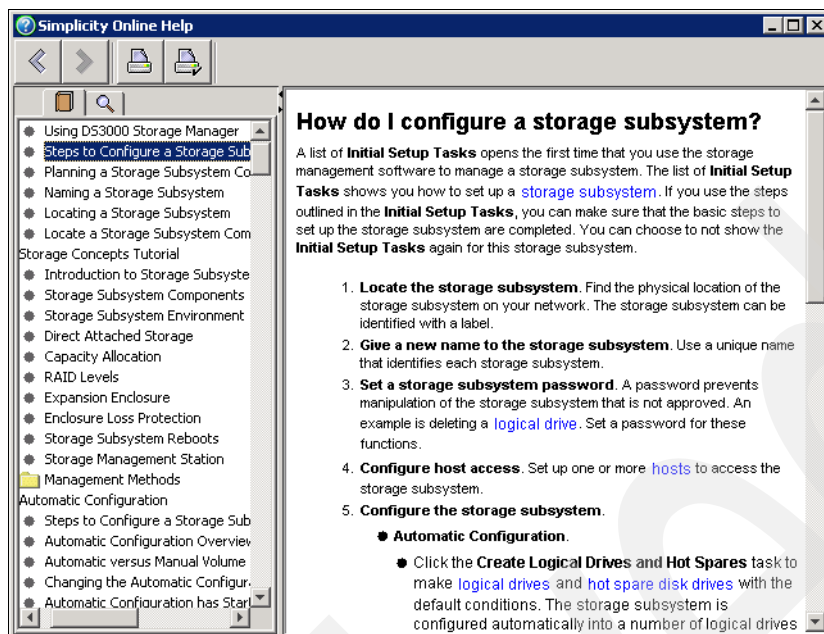 Simplicity Online Help
Using DS3000 Storage Manager
Steps to Configure a Storage Sub
Planning a Storage Subsystem Co
Naming a Storage Subsystem
Locating a Storage Subsystem
Locate a Storage Subsystem Com
Storage Concepts Tutorial
Introduction to Storage Subsyste
Storage Subsystem Components
Storage Subsystem Environment
Direct Attached Storage
Capacity Allocation
RAID Levels
Expansion Enclosure
Enclosure Loss Protection
Storage Subsystem Reboots
Storage Management Station
Management Methods
Automatic Configuration
Steps to Configure a Storage Sub
Automatic Configuration Overview
Automatic versus Manual Volume
Changing the Automatic Configur
Automatic Configuration has Star
How do I configure a storage subsystem?
A list of Initial Setup Tasks opens the first time that you use the storage
management software to manage a storage subsystem. The list of Initial Setup
Tasks shows you how to set up a storage subsystem. If you use the steps
outlined in the Initial Setup Tasks, you can make sure that the basic steps to
set up the storage subsystem are completed. You can choose to not show the
Initial Setup Tasks again for this storage subsystem.
1. Locate the storage subsystem. Find the physical location of the
storage subsystem on your network. The storage subsystem can be
identified with a label.
2. Give a new name to the storage subsystem. Use a unique name
that identifies each storage subsystem.
3. Set a storage subsystem password. A password prevents
manipulation of the storage subsystem that is not approved. An
example is deleting a logical drive. Set a password for these
functions.
4. Configure host access. Set up one or more hosts to access the
storage subsystem.
5. Configure the storage subsystem.
● Automatic Configuration.
● Click the Create Logical Drives and Hot Spares task to
make logical drives and hot spare disk drives with the
default conditions. The storage subsystem is
configured automatically into a number of logical drives